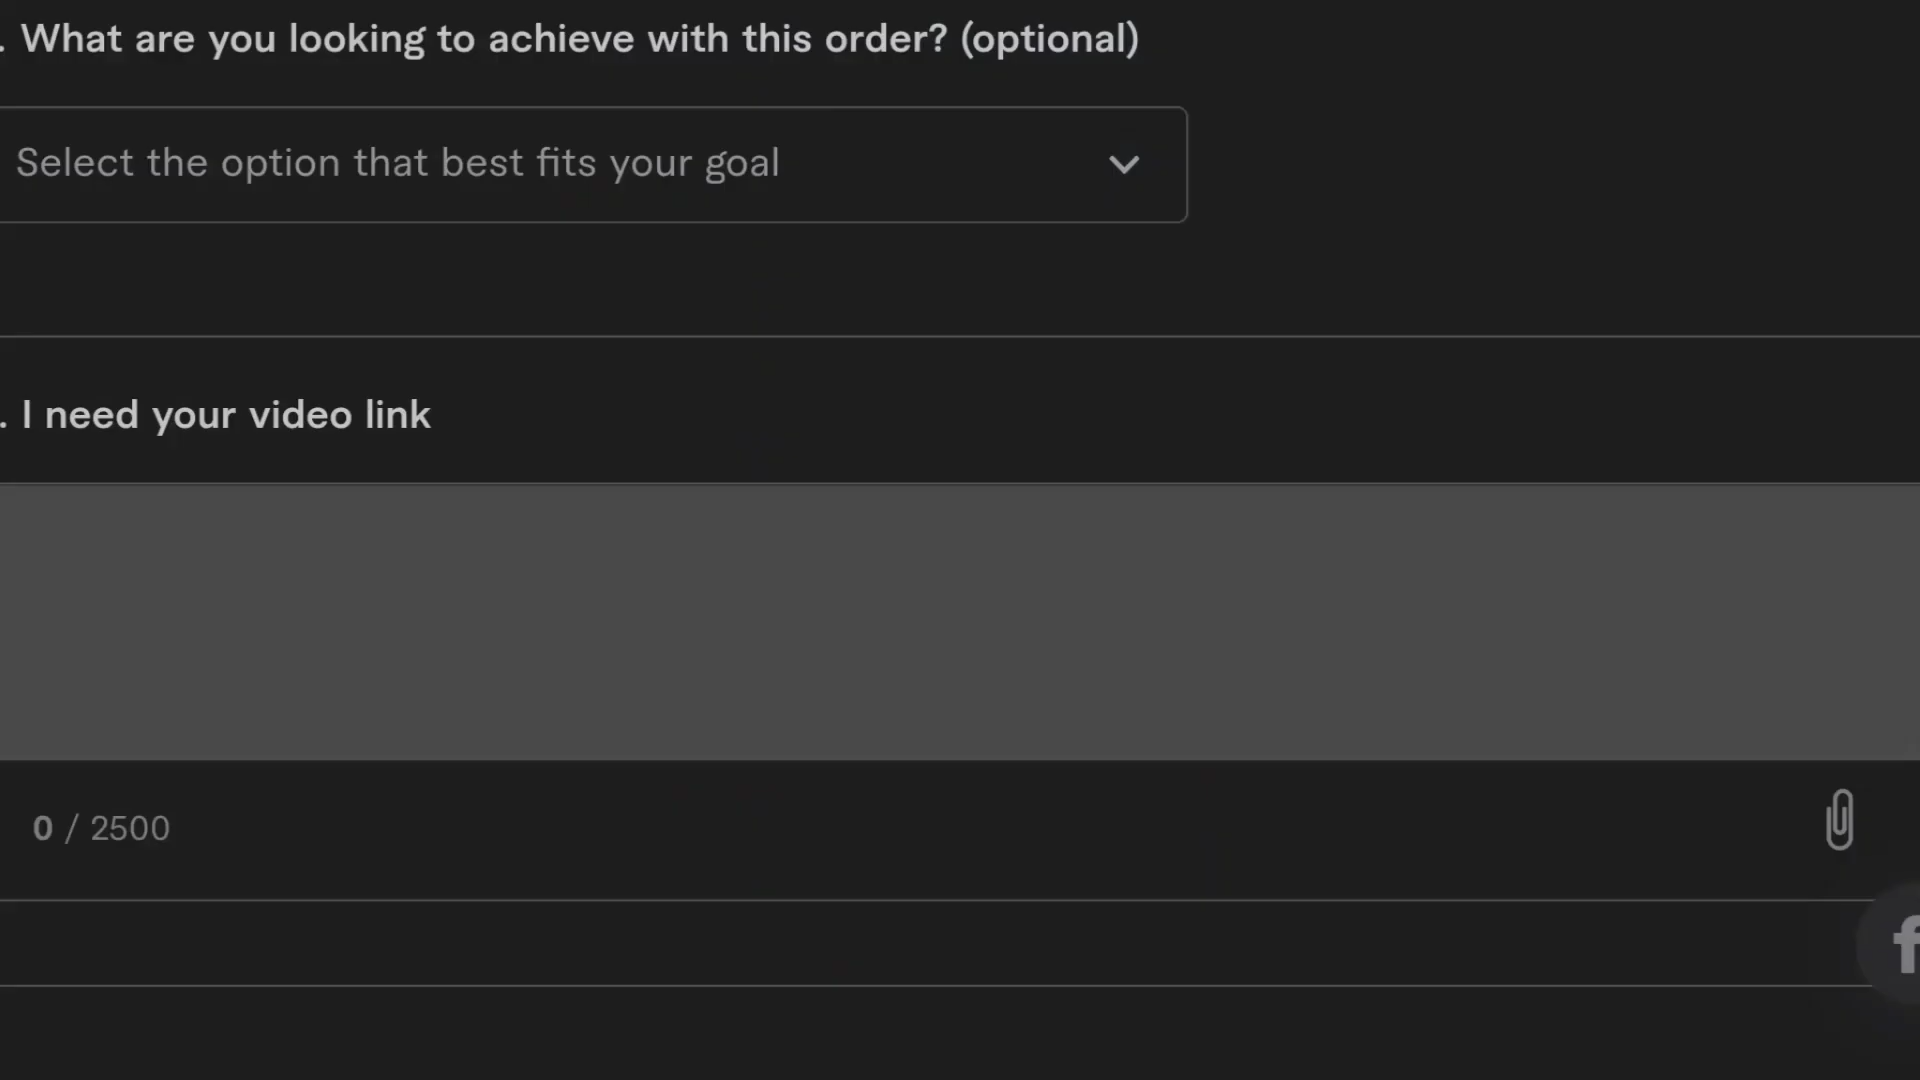 . What are you looking to achieve with this order? (optional)
Select the option that best fits your goal
. I need your video link
0 / 2500
f